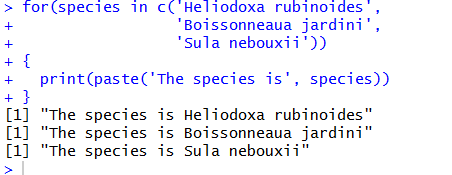 > for(species in c('Heliodoxa rubinoides',
+                  'Boissonneaua jardini',
+                  'Sula nebouxii'))
+ {
+   print(paste('The species is', species))
+ }
[1] "The species is Heliodoxa rubinoides"
[1] "The species is Boissonneaua jardini"
[1] "The species is Sula nebouxii"
>